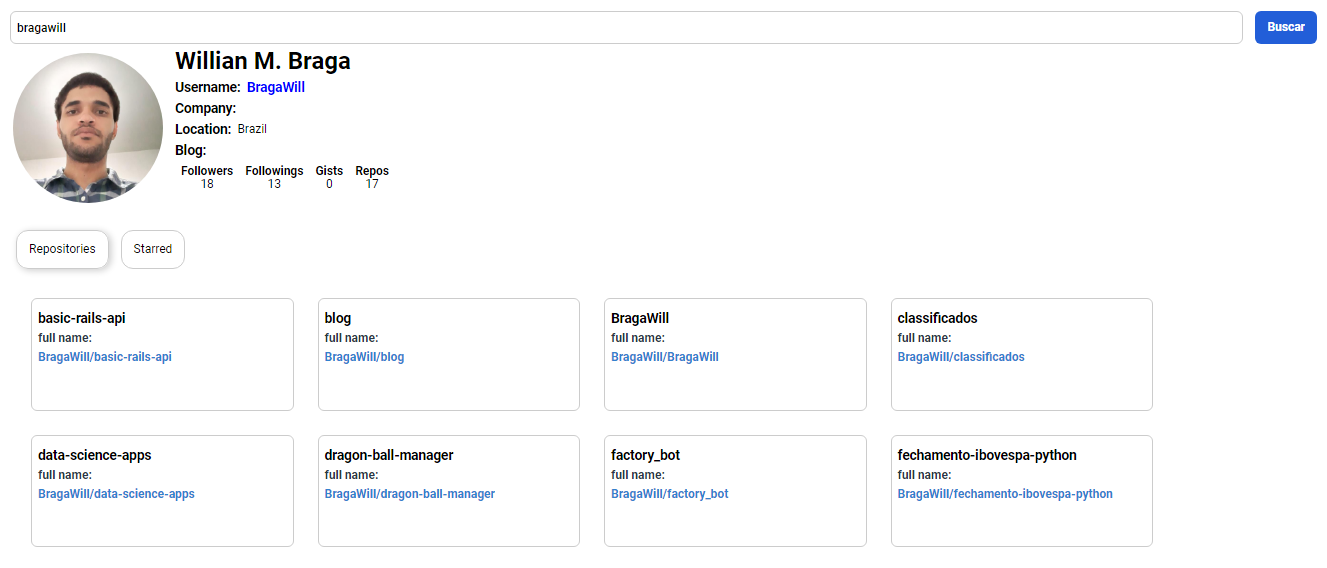 bragawill
Buscar
Willian M. Braga
Username: BragaWill
Company:
Location: Brazil
Blog:
Followers Followings Gists Repos
18 13 0 17
Repositories Starred
basic-rails-api
full name:
BragaWill/basic-rails-api
blog
full name:
BragaWill/blog
BragaWill
full name:
BragaWill/BragaWill
classificados
full name:
BragaWill/classificados
data-science-apps
full name:
BragaWill/data-science-apps
dragon-ball-manager
full name:
BragaWill/dragon-ball-manager
factory_bot
full name:
BragaWill/factory_bot
fechamento-ibovespa-python
full name:
BragaWill/fechamento-ibovespa-python